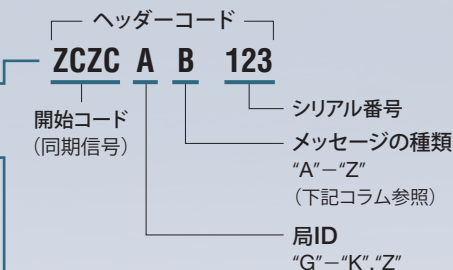 ヘッダーコード
ZCZC A B 123
開始コード
(同期信号)
シリアル番号
メッセージの種類
“A”−“Z”
(下記コラム参照)
局ID
“G”−“K”,“Z”